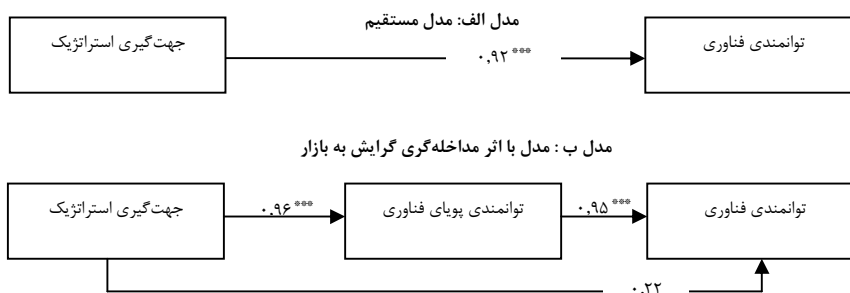 مدل الف: مدل مستقیم
جهت‌گیری استراتژیک
توانمندی فناوری
۰,۹۲ ***
مدل ب : مدل با اثر مداخله‌گری گرایش به بازار
جهت‌گیری استراتژیک
۰,۹۶ ***
توانمندی پویای فناوری
۰,۹۵ ***
توانمندی فناوری
۰,۲۲